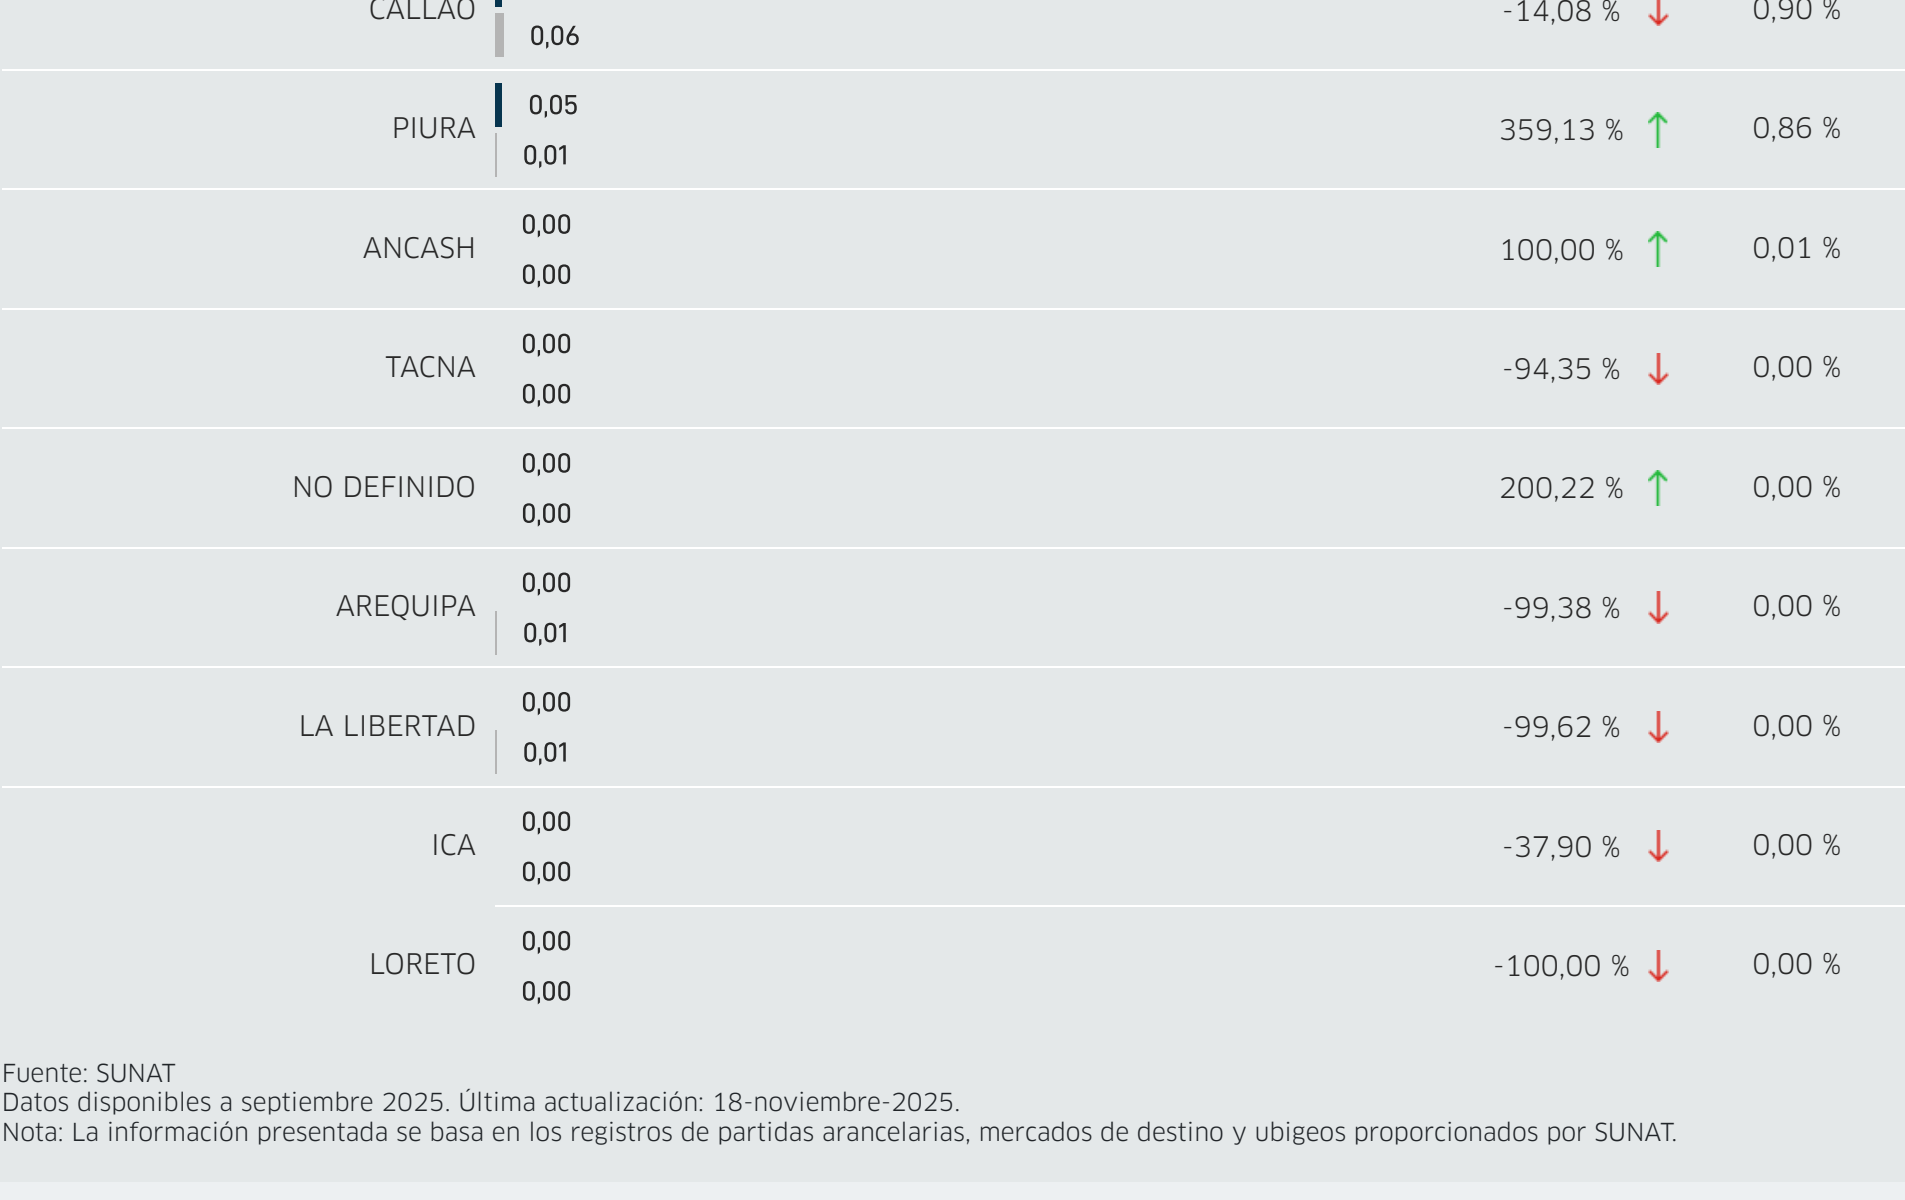 CALLAO -14,08 % 0,90 %
0,06
0,05
PIURA 359,13 % 0,86 %
0,01
0,00
ANCASH 100,00 % 0,01 %
0,00
0,00
TACNA -94,35 % 0,00 %
0,00
0,00
NO DEFINIDO 200,22 % 0,00 %
0,00
0,00
AREQUIPA -99,38 % 0,00 %
0,01
0,00
LA LIBERTAD -99,62 % 0,00 %
0,01
0,00
ICA -37,90 % 0,00 %
0,00
0,00
LORETO -100,00 % 0,00 %
0,00
Fuente: SUNAT
Datos disponibles a septiembre 2025. Última actualización: 18-noviembre-2025.
Nota: La información presentada se basa en los registros de partidas arancelarias, mercados de destino y ubigeos proporcionados por SUNAT.